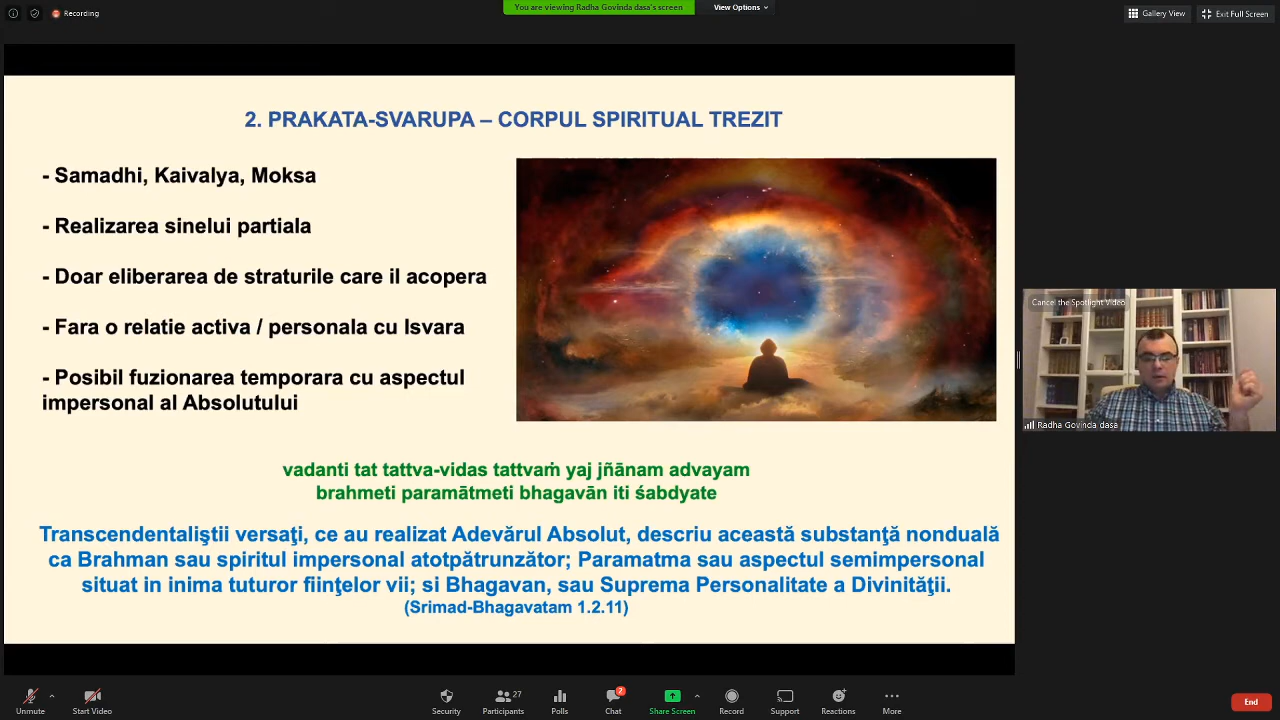 Recording
You are viewing Radha Govinda dasa's screen
View Options
Gallery View
Exit Full Screen
2. PRAKATA-SVARUPA – CORPUL SPIRITUAL TREZIT
- Samadhi, Kaivalya, Moksa
- Realizarea sinelui partiala
- Doar eliberarea de straturile care il acopera
- Fara o relatie activa / personala cu Isvara
- Posibil fuzionarea temporara cu aspectul
impersonal al Absolutului
vadanti tat tattva-vidas tattvaṁ yaj jñānam advayam
brahmeti paramātmeti bhagavān iti śabdyate
Transcendentaliştii versaţi, ce au realizat Adevărul Absolut, descriu această substanţă nonduală
ca Brahman sau spiritul impersonal atotpătrunzător; Paramatma sau aspectul semimpersonal
situat in inima tuturor fiinţelor vii; si Bhagavan, sau Suprema Personalitate a Divinităţii.
(Srimad-Bhagavatam 1.2.11)
Cancel the Spotlight Video
Radha Govinda dasa
Unmute
Start Video
Security
Participants
27
Polls
Chat
2
Share Screen
Record
Support
Reactions
More
End